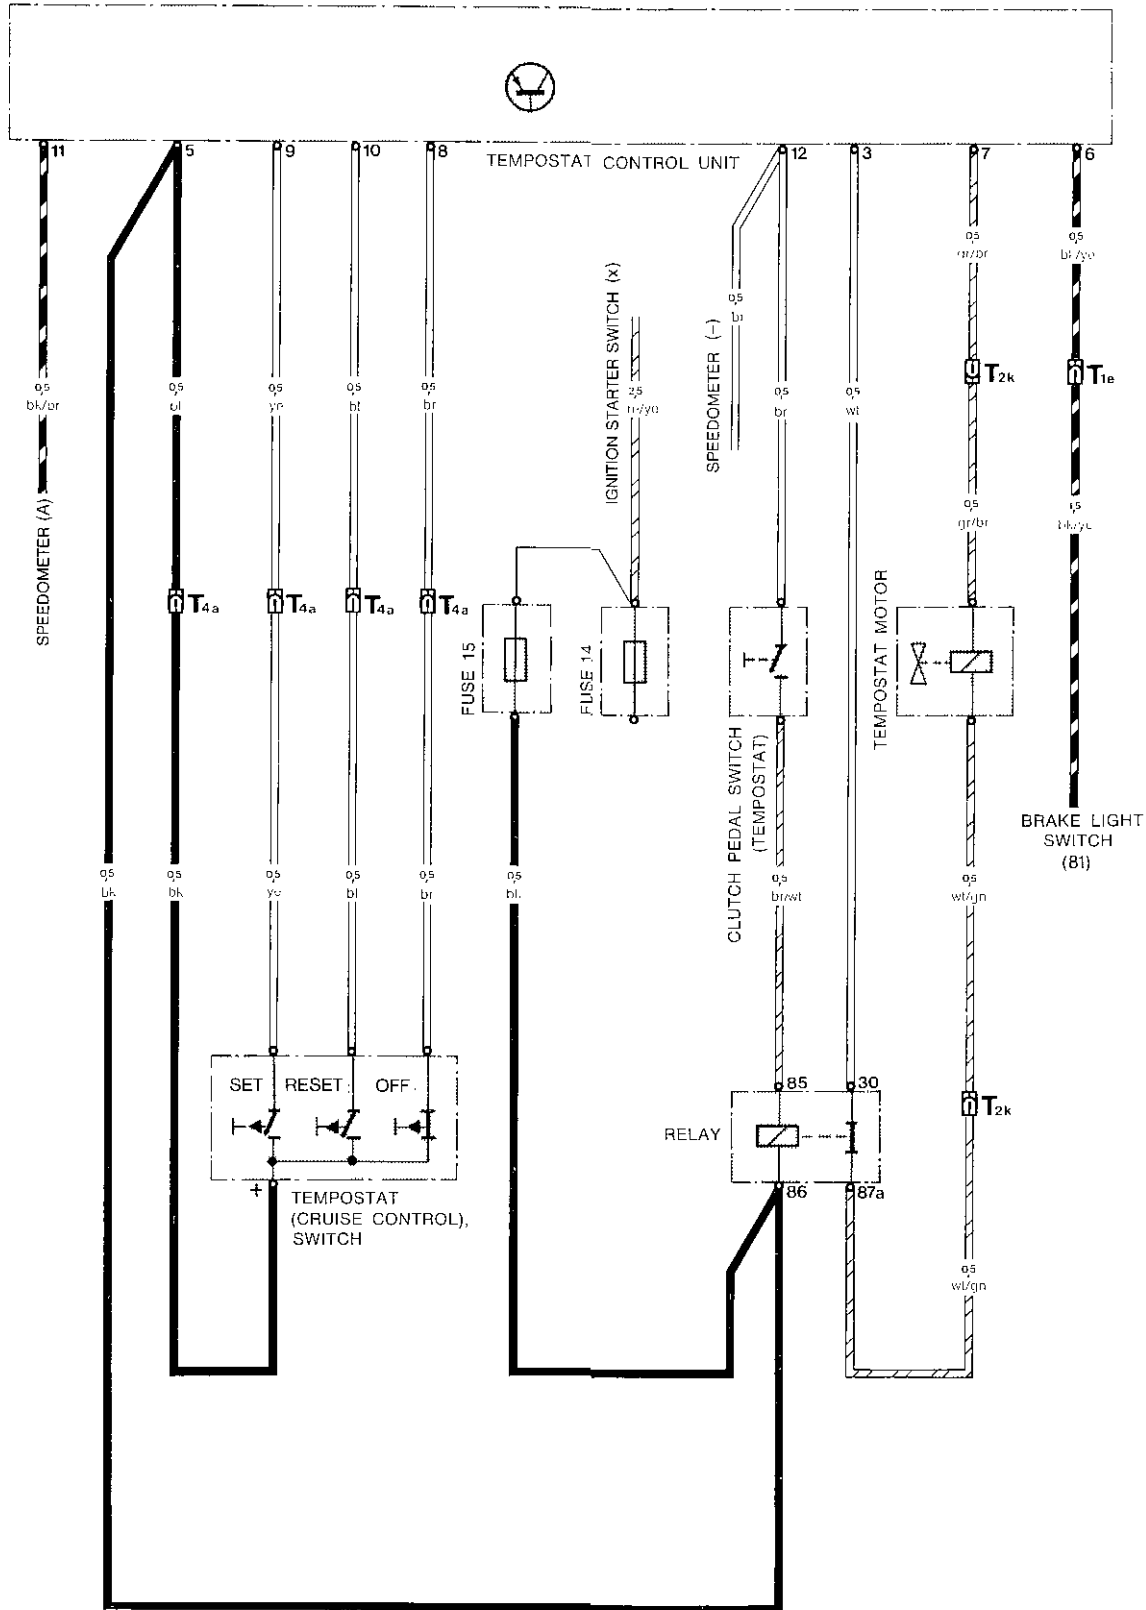 11
5
9
10
8
TEMPOSTAT CONTROL UNIT
12
3
7
6
0,5
gr/br
0,5
bk/ye
IGNITION STARTER SWITCH (x)
SPEEDOMETER (–)
0,5
br
T2k
T1e
0,5
bk/br
0,5
0,5
ye
0,5
bl
0,5
br
2,5
0,5
br
0,5
wt
SPEEDOMETER (A)
0,5
gr/br
0,5
bk/ye
T4a
T4a
T4a
T4a
FUSE 15
FUSE 14
CLUTCH PEDAL SWITCH
(TEMPOSTAT)
TEMPOSTAT MOTOR
BRAKE LIGHT
SWITCH
(81)
0,5
bk
0,5
bk
0,5
ye
0,5
bl
0,5
br
0,5
0,5
br/wt
0,5
wt/gn
SET RESET OFF
85
30
T2k
RELAY
+
86
87a
TEMPOSTAT
(CRUISE CONTROL),
SWITCH
0,5
wt/gn